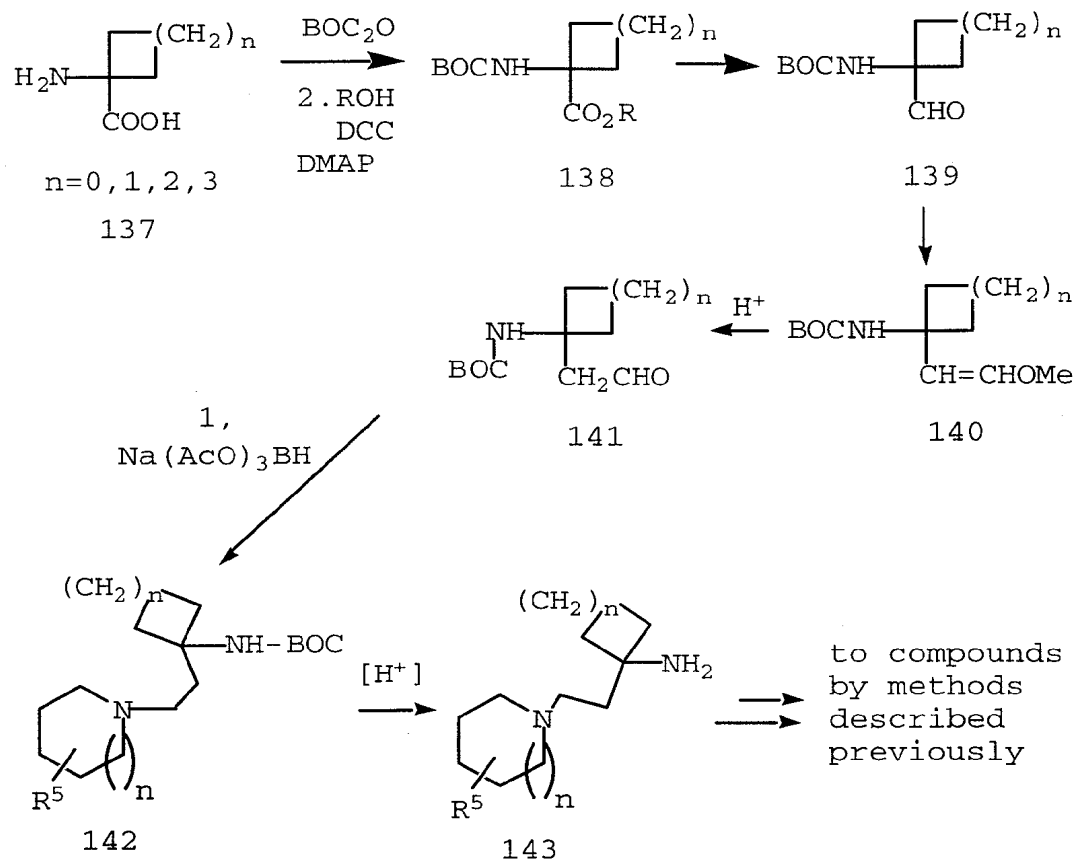 (CH₂)ₙ
H₂N
COOH
n=0,1,2,3
137
BOC₂O
2.ROH
DCC
DMAP
(CH₂)ₙ
BOCNH
CO₂R
138
(CH₂)ₙ
BOCNH
CHO
139
(CH₂)ₙ
BOCNH
CH=CHOMe
140
H⁺
(CH₂)ₙ
NH
BOC
CH₂CHO
141
1,
Na(AcO)₃BH
(CH₂)ₙ
NH-BOC
N
R⁵
( )n
142
[H⁺]
(CH₂)ₙ
NH₂
N
R⁵
( )n
143
to compounds
by methods
described
previously